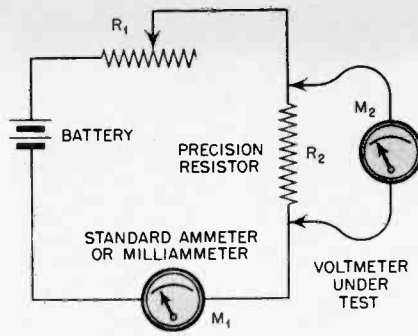 R1
BATTERY
PRECISION
RESISTOR
R2
M2
STANDARD AMMETER
OR MILLIAMMETER
M1
VOLTMETER
UNDER
TEST